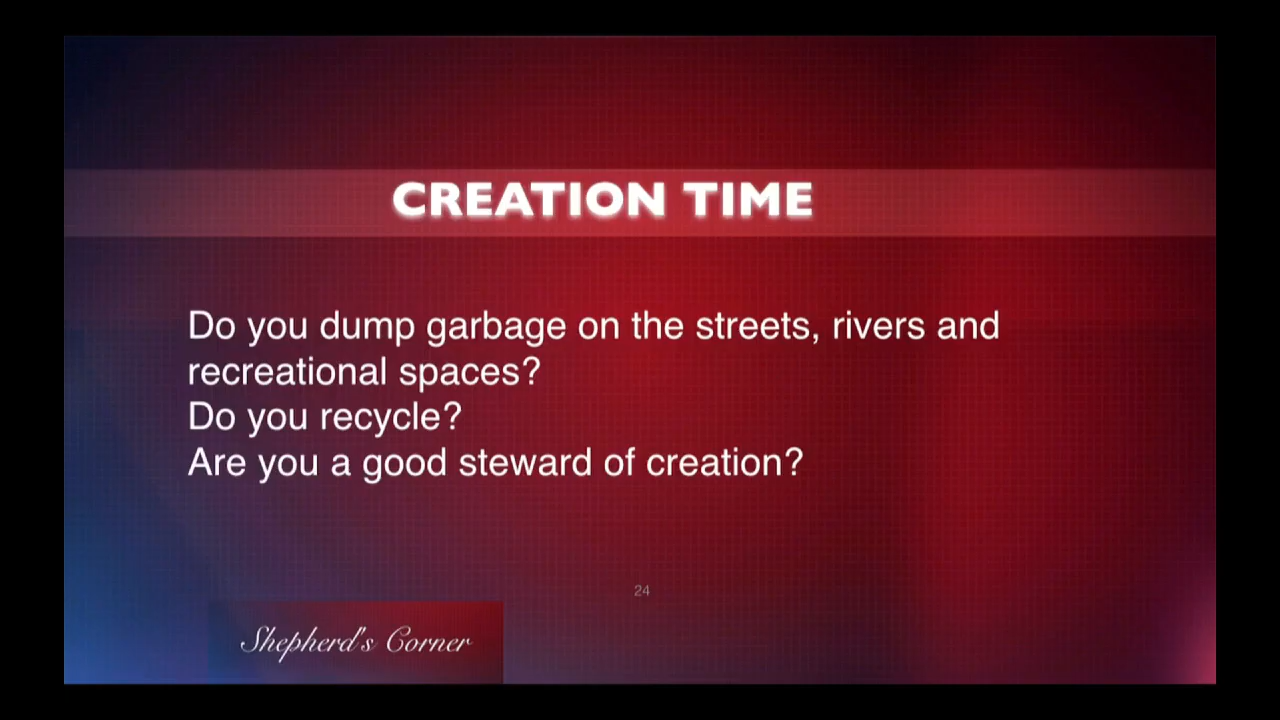 CREATION TIME
Do you dump garbage on the streets, rivers and
recreational spaces?
Do you recycle?
Are you a good steward of creation?
24
Shepherd's Corner